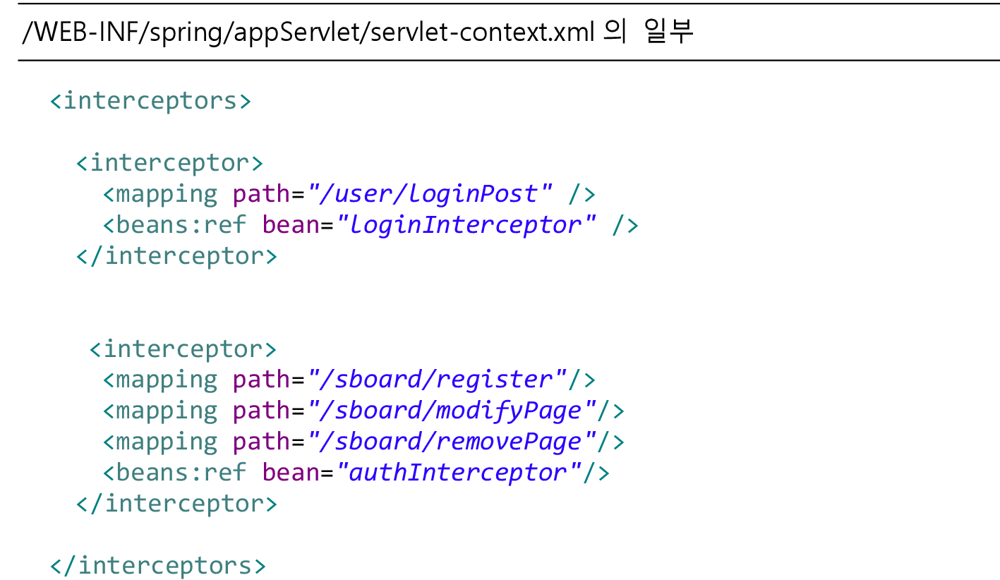 /WEB-INF/spring/appServlet/servlet-context.xml 의 일부
<interceptors>
<interceptor>
<mapping path="/user/loginPost" />
<beans:ref bean="loginInterceptor" />
</interceptor>
<interceptor>
<mapping path="/sboard/register"/>
<mapping path="/sboard/modifyPage"/>
<mapping path="/sboard/removePage"/>
<beans:ref bean="authInterceptor"/>
</interceptor>
</interceptors>